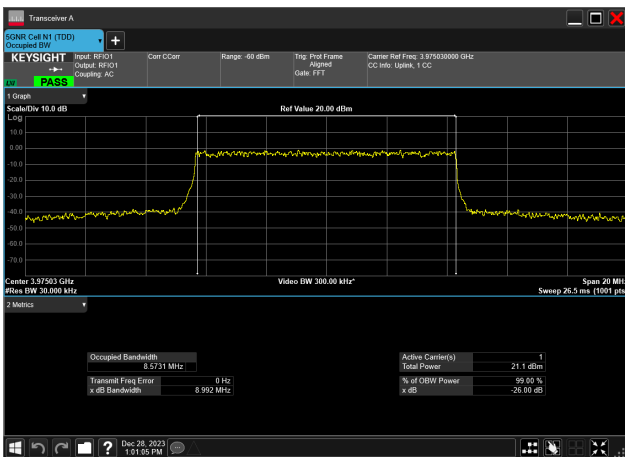 Transceiver A
5GNR Cell N1 (TDD)
Occupied BW
KEYSIGHT
LV
PASS
Input: RFIO1
Output: RFIO1
Coupling: AC
Corr CCorr
Range: -60 dBm
Trig: Prot Frame
Aligned
Gate: FFT
Carrier Ref Freq: 3.975030000 GHz
CC Info: Uplink, 1 CC
1 Graph
Scale/Div 10.0 dB
Ref Value 20.00 dBm
Log
10.0
0.00
-10.0
-20.0
-30.0
-40.0
-50.0
-60.0
-70.0
Center 3.97503 GHz
Video BW 300.00 kHz*
Span 20 MHz
#Res BW 30.000 kHz
Sweep 26.5 ms (1001 pts
2 Metrics
Occupied Bandwidth
8.5731 MHz
Transmit Freq Error 0 Hz
x dB Bandwidth 8.992 MHz
Active Carrier(s) 1
Total Power 21.1 dBm
% of OBW Power 99.00 %
x dB -26.00 dB
?
Dec 28, 2023
1:01:05 PM